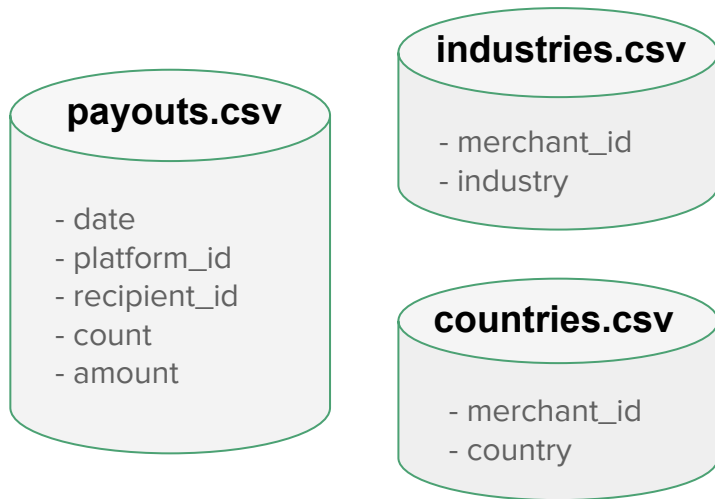 payouts.csv
- date
- platform_id
- recipient_id
- count
- amount
industries.csv
- merchant_id
- industry
countries.csv
- merchant_id
- country